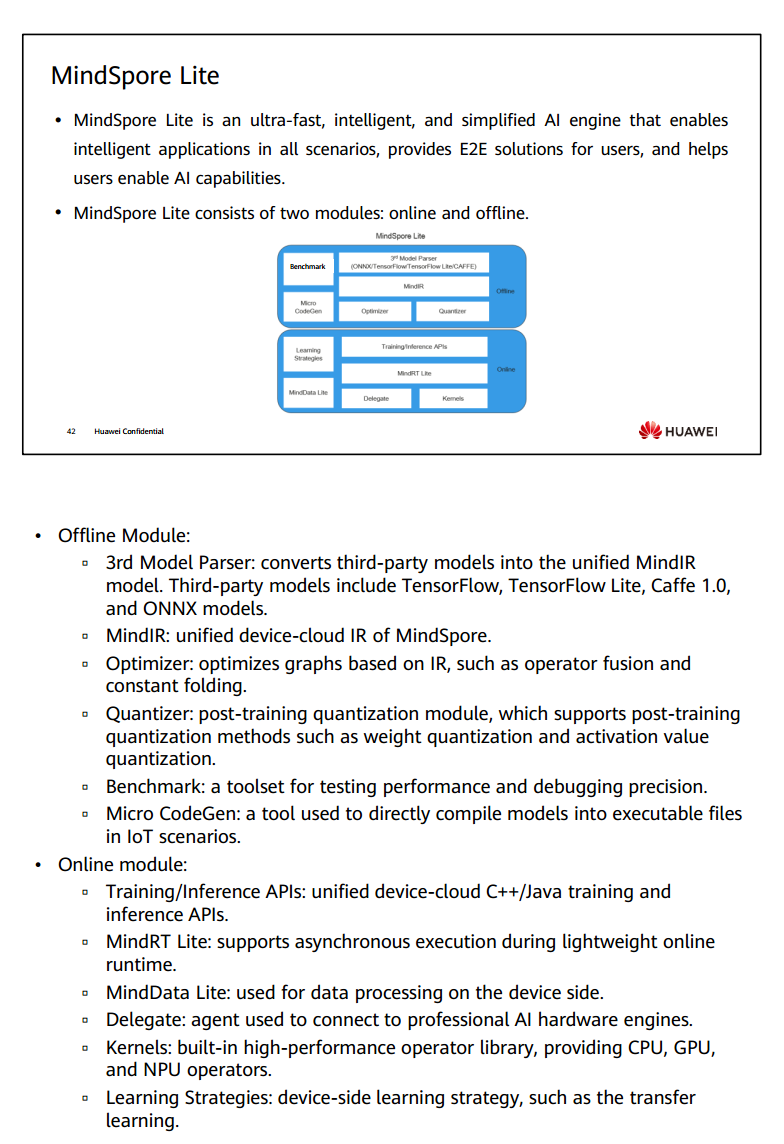 MindSpore Lite
• MindSpore Lite is an ultra-fast, intelligent, and simplified AI engine that enables
intelligent applications in all scenarios, provides E2E solutions for users, and helps
users enable AI capabilities.
• MindSpore Lite consists of two modules: online and offline.
MindSpore Lite
Benchmark
3rd Model Parser
(ONNX/TensorFlow/TensorFlow Lite/CAFFE)
MindIR
Offline
Micro
CodeGen
Optimizer
Quantizer
Learning
Strategies
Training/Inference APIs
MindRT Lite
Online
MindData Lite
Delegate
Kernels
42 Huawei Confidential
HUAWEI
• Offline Module:
▫ 3rd Model Parser: converts third-party models into the unified MindIR
model. Third-party models include TensorFlow, TensorFlow Lite, Caffe 1.0,
and ONNX models.
▫ MindIR: unified device-cloud IR of MindSpore.
▫ Optimizer: optimizes graphs based on IR, such as operator fusion and
constant folding.
▫ Quantizer: post-training quantization module, which supports post-training
quantization methods such as weight quantization and activation value
quantization.
▫ Benchmark: a toolset for testing performance and debugging precision.
▫ Micro CodeGen: a tool used to directly compile models into executable files
in IoT scenarios.
• Online module:
▫ Training/Inference APIs: unified device-cloud C++/Java training and
inference APIs.
▫ MindRT Lite: supports asynchronous execution during lightweight online
runtime.
▫ MindData Lite: used for data processing on the device side.
▫ Delegate: agent used to connect to professional AI hardware engines.
▫ Kernels: built-in high-performance operator library, providing CPU, GPU,
and NPU operators.
▫ Learning Strategies: device-side learning strategy, such as the transfer
learning.